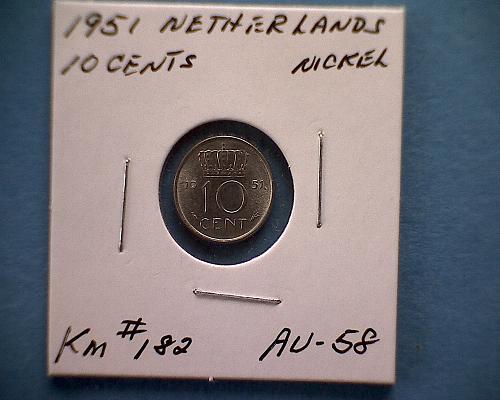 1951 NETHERLANDS
10 CENTS NICKEL
19 51
10
CENT
Km #182 AU-58